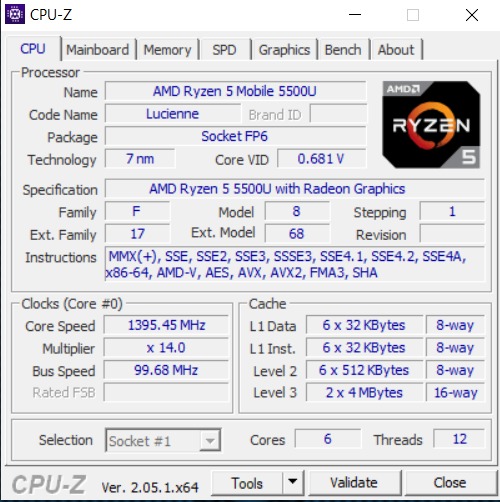 CPU-Z
CPU Mainboard Memory SPD Graphics Bench About
Processor
Name AMD Ryzen 5 Mobile 5500U
Code Name Lucienne Brand ID
Package Socket FP6
Technology 7 nm Core VID 0.681 V
AMD
RYZEN
5
Specification AMD Ryzen 5 5500U with Radeon Graphics
Family F Model 8 Stepping 1
Ext. Family 17 Ext. Model 68 Revision
Instructions MMX(+), SSE, SSE2, SSE3, SSSE3, SSE4.1, SSE4.2, SSE4A,
x86-64, AMD-V, AES, AVX, AVX2, FMA3, SHA
Clocks (Core #0) Cache
Core Speed 1395.45 MHz L1 Data 6 x 32 KBytes 8-way
Multiplier x 14.0 L1 Inst. 6 x 32 KBytes 8-way
Bus Speed 99.68 MHz Level 2 6 x 512 KBytes 8-way
Rated FSB Level 3 2 x 4 MBytes 16-way
Selection Socket #1 Cores 6 Threads 12
CPU-Z Ver. 2.05.1.x64 Tools Validate Close